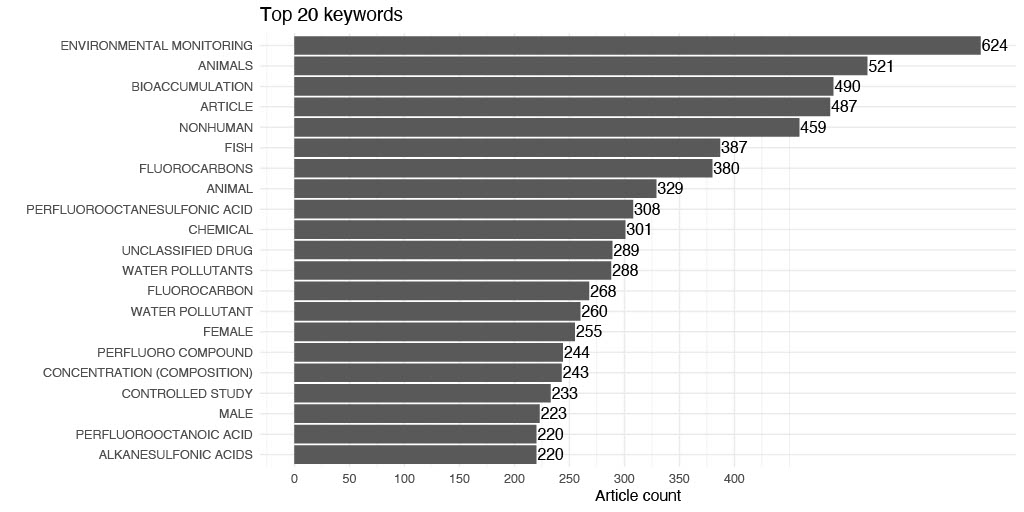 Top 20 keywords
ENVIRONMENTAL MONITORING 624
ANIMALS 521
BIOACCUMULATION 490
ARTICLE 487
NONHUMAN 459
FISH 387
FLUOROCARBONS 380
ANIMAL 329
PERFLUOROOCTANESULFONIC ACID 308
CHEMICAL 301
UNCLASSIFIED DRUG 289
WATER POLLUTANTS 288
FLUOROCARBON 268
WATER POLLUTANT 260
FEMALE 255
PERFLUORO COMPOUND 244
CONCENTRATION (COMPOSITION) 243
CONTROLLED STUDY 233
MALE 223
PERFLUOROOCTANOIC ACID 220
ALKANESULFONIC ACIDS 220
0 50 100 150 200 250 300 350 400
Article count